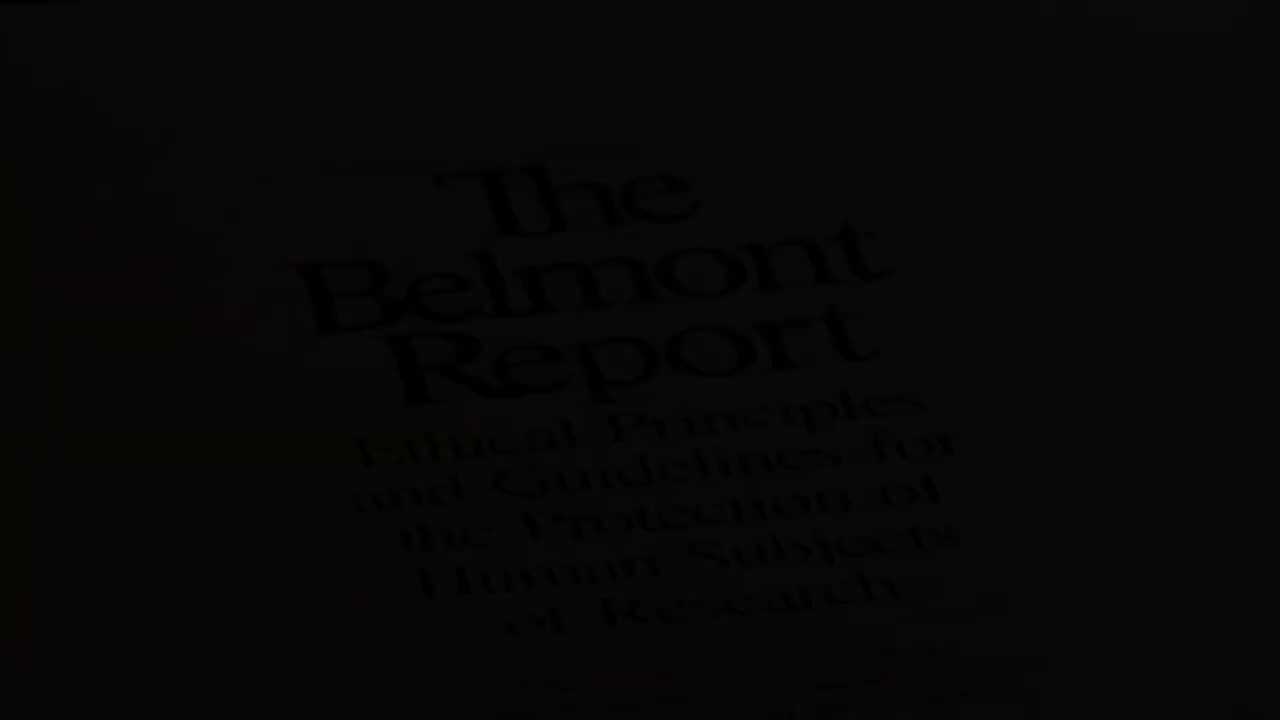 The
Belmont
Report
Ethical Principles
and Guidelines for
the Protection of
Human Subjects
of Research